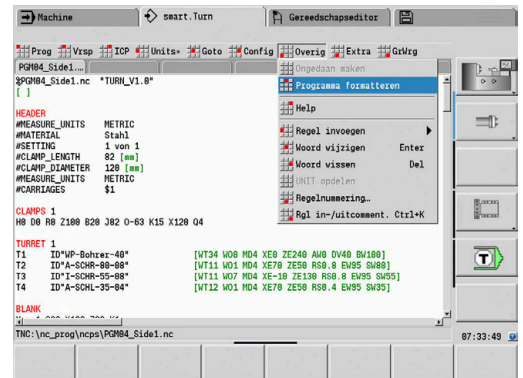 Machine
smart.Turn
Gereedschapseditor
Prog Vrsp ICP Units» Goto Config Overig Extra GrWrg
PGM04_Side1....
%PGM04_Side1.nc "TURN_V1.0"
[ ]
HEADER
#MEASURE_UNITS METRIC
#MATERIAL Stahl
#SETTING 1 von 1
#CLAMP_LENGTH 82 [mm]
#CLAMP_DIAMETER 120 [mm]
#MEASURE_UNITS METRIC
#CARRIAGES $1
CLAMPS 1
H0 D0 R0 Z100 B20 J02 O-63 K15 X120 Q4
TURRET 1
T1 ID"WP-Bohrer-40" [WT34 WO0 MD4 XE0 ZE240 AW0 DV40 BW180]
T2 ID"A-SCHR-80-08" [WT11 WO1 MD4 XE70 ZE50 RS0.8 EW95 SW80]
T3 ID"I-SCHR-55-08" [WT11 WO7 MD4 XE-10 ZE130 RS0.8 EW95 SW55]
T4 ID"A-SCHL-35-04" [WT12 WO1 MD4 XE70 ZE50 RS0.4 EW95 SW35]
BLANK
Ongedaan maken
Programma formatteren
Help
Regel invoegen
Woord wijzigen Enter
Woord wissen Del
UNIT opdelen
Regelnummering..
Rgl in-/uitcomment. Ctrl+K
TNC:\nc_prog\ncps\PGM04_Side1.nc
T
07:33:49